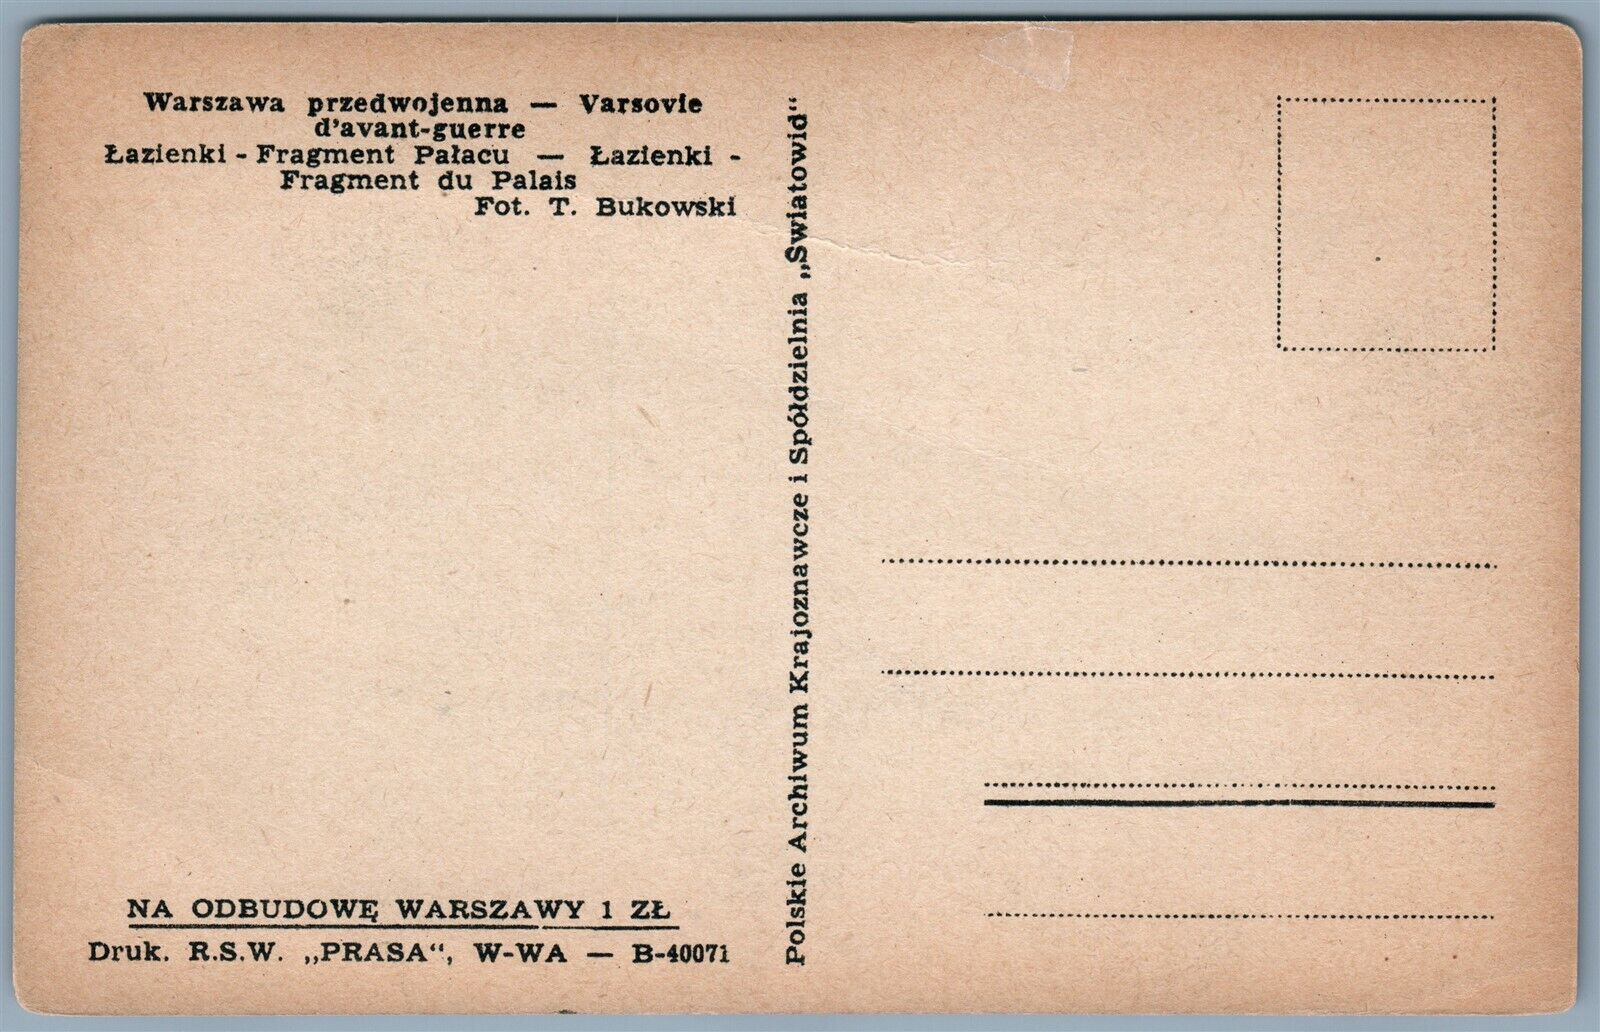 Warszawa przedwojenna — Varsovie
d'avant-guerre
Łazienki - Fragment Pałacu — Łazienki -
Fragment du Palais
Fot. T. Bukowski
Polskie Archiwum Krajoznawcze i Spółdzielnia „Światowid“
NA ODBUDOWĘ WARSZAWY 1 ZŁ
Druk. R.S.W. „PRASA“, W-WA — B-40071